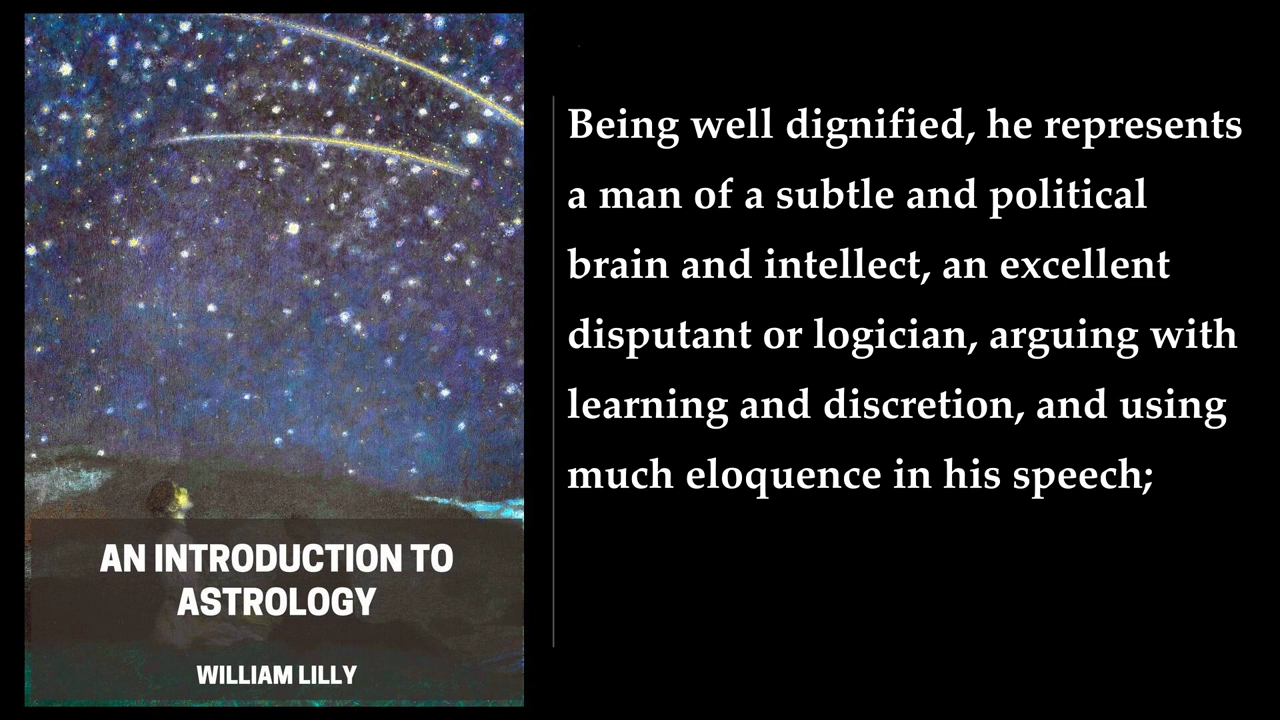 AN INTRODUCTION TO
ASTROLOGY
WILLIAM LILLY
Being well dignified, he represents
a man of a subtle and political
brain and intellect, an excellent
disputant or logician, arguing with
learning and discretion, and using
much eloquence in his speech;